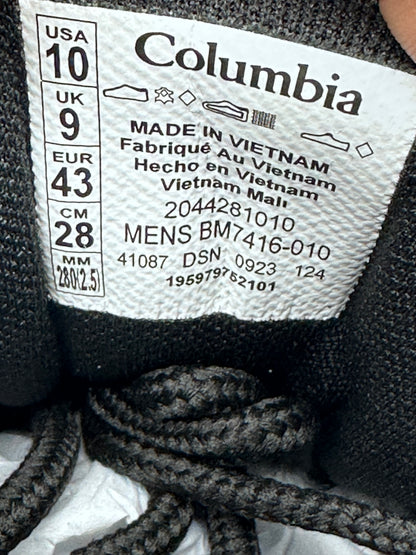 USA
10
UK
9
EUR
43
CM
28
MM
280(2.5)
Columbia
MADE IN VIETNAM
Fabriqué Au Vietnam
Hecho en Vietnam
Vietnam Malı
2044281010
MENS BM7416-010
41087 DSN 0923 124
195979752101